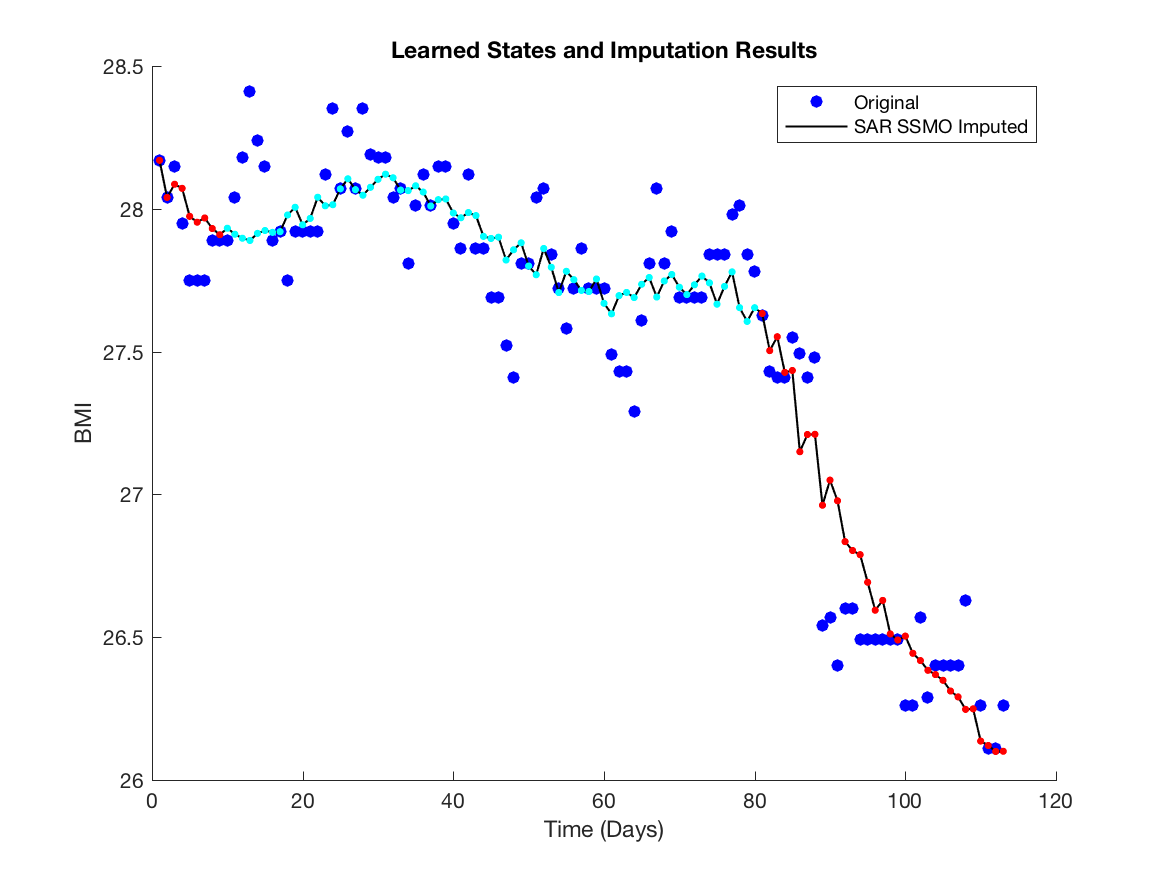 Learned States and Imputation Results
28.5
Original
SAR SSMO Imputed
28
27.5
BMI
27
26.5
26
0 20 40 60 80 100 120
Time (Days)